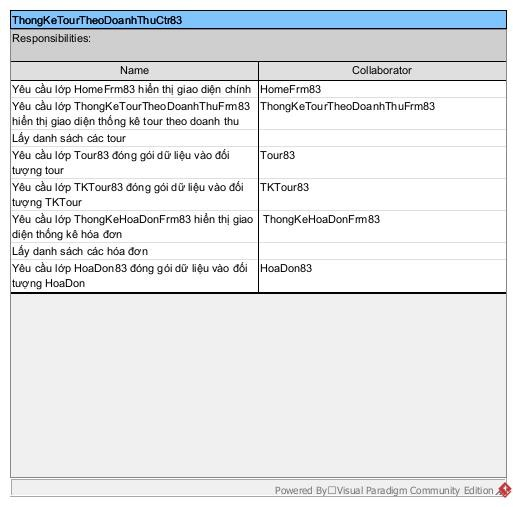 ThongKeTourTheoDoanhThuCtr83
Responsibilities:
Name Collaborator
Yêu cầu lớp HomeFrm83 hiển thị giao diện chính HomeFrm83
Yêu cầu lớp ThongKeTourTheoDoanhThuFrm83 ThongKeTourTheoDoanhThuFrm83
hiển thị giao diện thống kê tour theo doanh thu
Lấy danh sách các tour
Yêu cầu lớp Tour83 đóng gói dữ liệu vào đối Tour83
tượng tour
Yêu cầu lớp TKTour83 đóng gói dữ liệu vào đối TKTour83
tượng TKTour
Yêu cầu lớp ThongKeHoaDonFrm83 hiển thị giao ThongKeHoaDonFrm83
diện thống kê hóa đơn
Lấy danh sách các hóa đơn
Yêu cầu lớp HoaDon83 đóng gói dữ liệu vào đối HoaDon83
tượng HoaDon
Powered By Visual Paradigm Community Edition